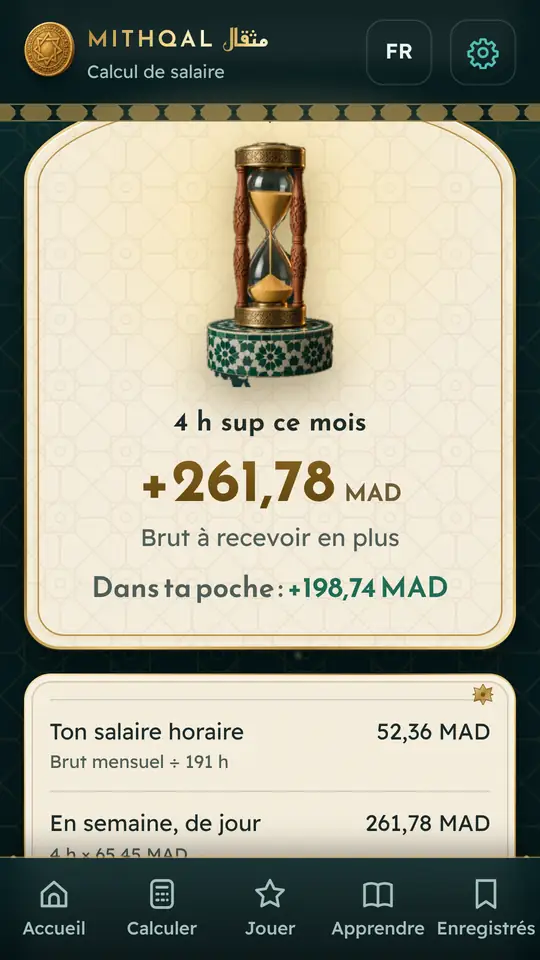 MITHQAL مثقال
Calcul de salaire
FR
4 h sup ce mois
+261,78 MAD
Brut à recevoir en plus
Dans ta poche : +198,74 MAD
Ton salaire horaire
52,36 MAD
Brut mensuel ÷ 191 h
En semaine, de jour
261,78 MAD
4 h × 65,45 MAD
Accueil
Calculer
Jouer
Apprendre
Enregistrés